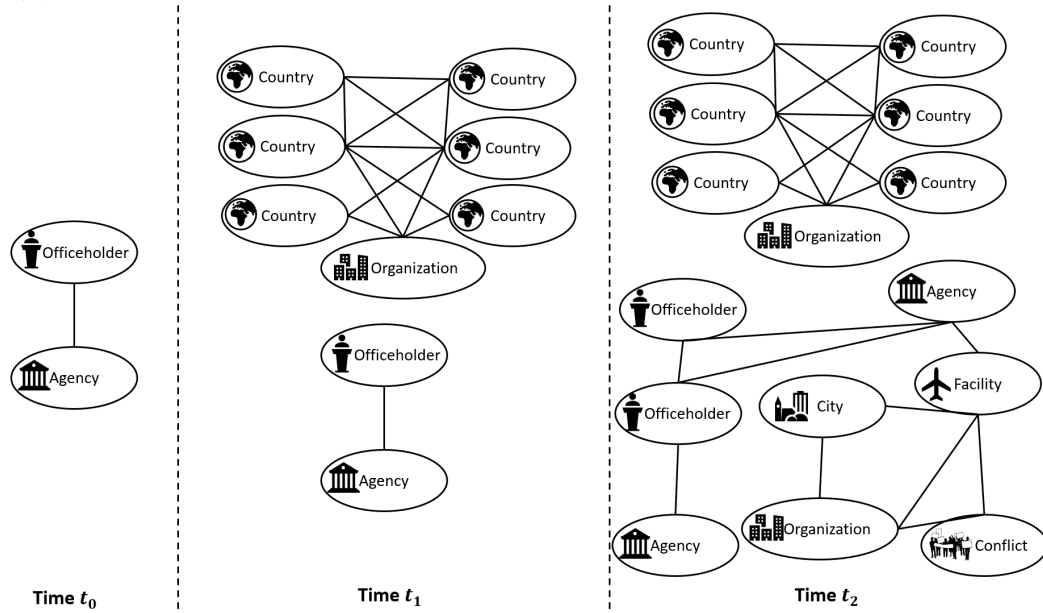 Officeholder
Agency
Time t₀
Country
Country
Country
Country
Country
Country
Organization
Officeholder
Agency
Time t₁
Country
Country
Country
Country
Country
Country
Organization
Agency
Officeholder
Facility
Officeholder
City
Organization
Agency
Conflict
Time t₂